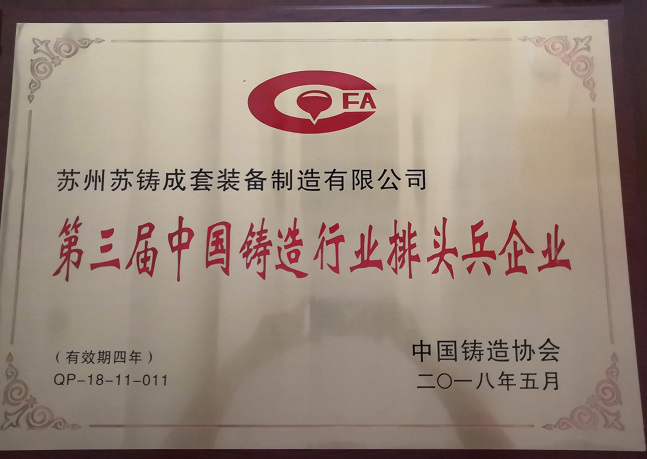 CFA
苏州苏铸成套装备制造有限公司
第三届中国铸造行业排头兵企业
(有效期四年)
QP-18-11-011
中国铸造协会
二〇一八年五月